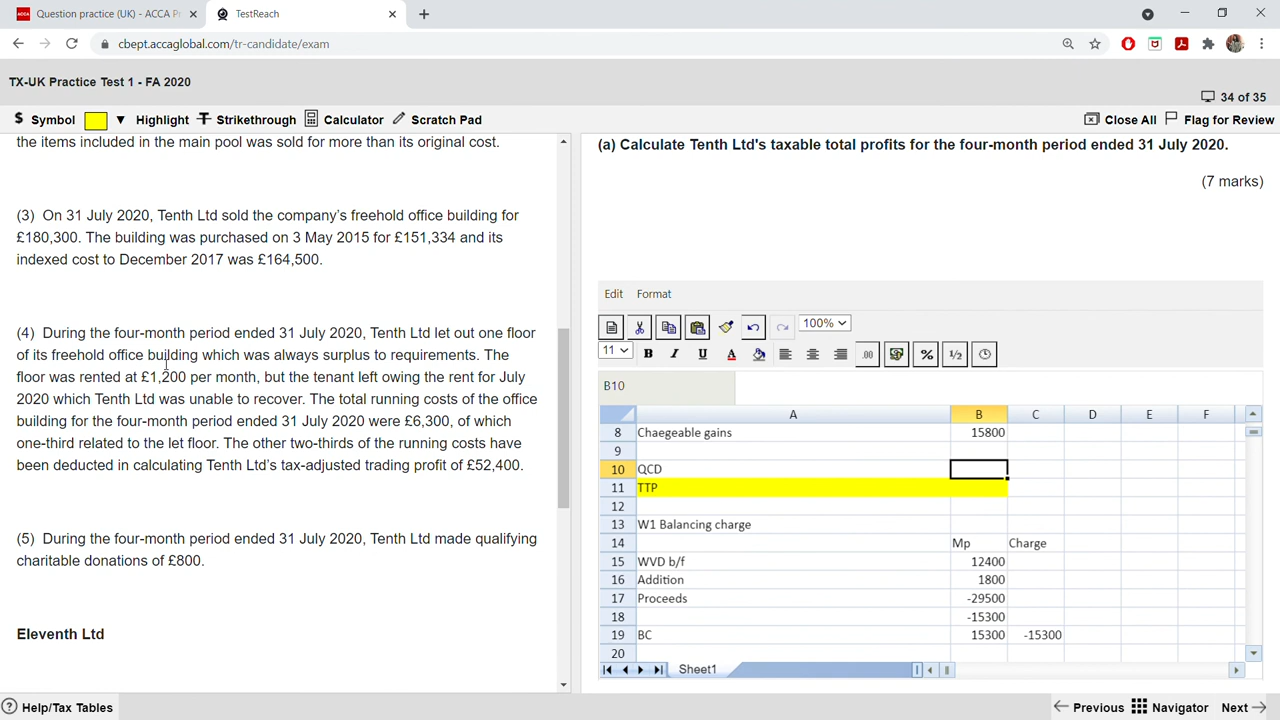 Question practice (UK) - ACCA P
TestReach
cbept.accaglobal.com/tr-candidate/exam
TX-UK Practice Test 1 - FA 2020
34 of 35
$ Symbol Highlight Strikethrough Calculator Scratch Pad
Close All Flag for Review
the items included in the main pool was sold for more than its original cost.
(3) On 31 July 2020, Tenth Ltd sold the company's freehold office building for
£180,300. The building was purchased on 3 May 2015 for £151,334 and its
indexed cost to December 2017 was £164,500.
(4) During the four-month period ended 31 July 2020, Tenth Ltd let out one floor
of its freehold office building which was always surplus to requirements. The
floor was rented at £1,200 per month, but the tenant left owing the rent for July
2020 which Tenth Ltd was unable to recover. The total running costs of the office
building for the four-month period ended 31 July 2020 were £6,300, of which
one-third related to the let floor. The other two-thirds of the running costs have
been deducted in calculating Tenth Ltd's tax-adjusted trading profit of £52,400.
(5) During the four-month period ended 31 July 2020, Tenth Ltd made qualifying
charitable donations of £800.
Eleventh Ltd
(a) Calculate Tenth Ltd's taxable total profits for the four-month period ended 31 July 2020.
(7 marks)
Edit Format
100%
11 B I U A .00 % 1/2
B10
A B C D E F
8 Chaegeable gains 15800
9
10 QCD
11 TTP
12
13 W1 Balancing charge
14 Mp Charge
15 WVD b/f 12400
16 Addition 1800
17 Proceeds -29500
18 -15300
19 BC 15300 -15300
20
Sheet1
? Help/Tax Tables
Previous Navigator Next